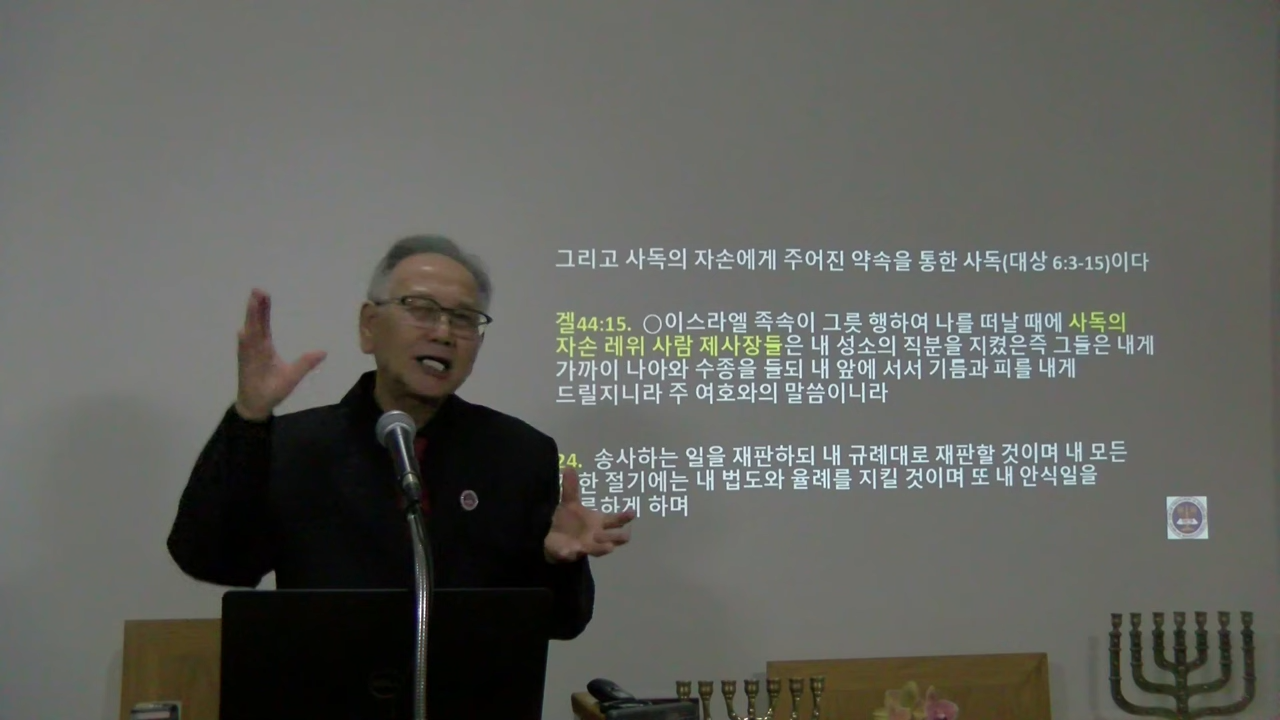 그리고 사독의 자손에게 주어진 약속을 통한 사독(대상 6:3-15)이다
겔44:15. ○이스라엘 족속이 그릇 행하여 나를 떠날 때에 사독의
자손 레위 사람 제사장들은 내 성소의 직분을 지켰은즉 그들은 내게
가까이 나아와 수종을 들되 내 앞에 서서 기름과 피를 내게
드릴지니라 주 여호와의 말씀이니라
24. 송사하는 일을 재판하되 내 규례대로 재판할 것이며 내 모든
한 절기에는 내 법도와 율례를 지킬 것이며 또 내 안식일을
하게 하며
DELL